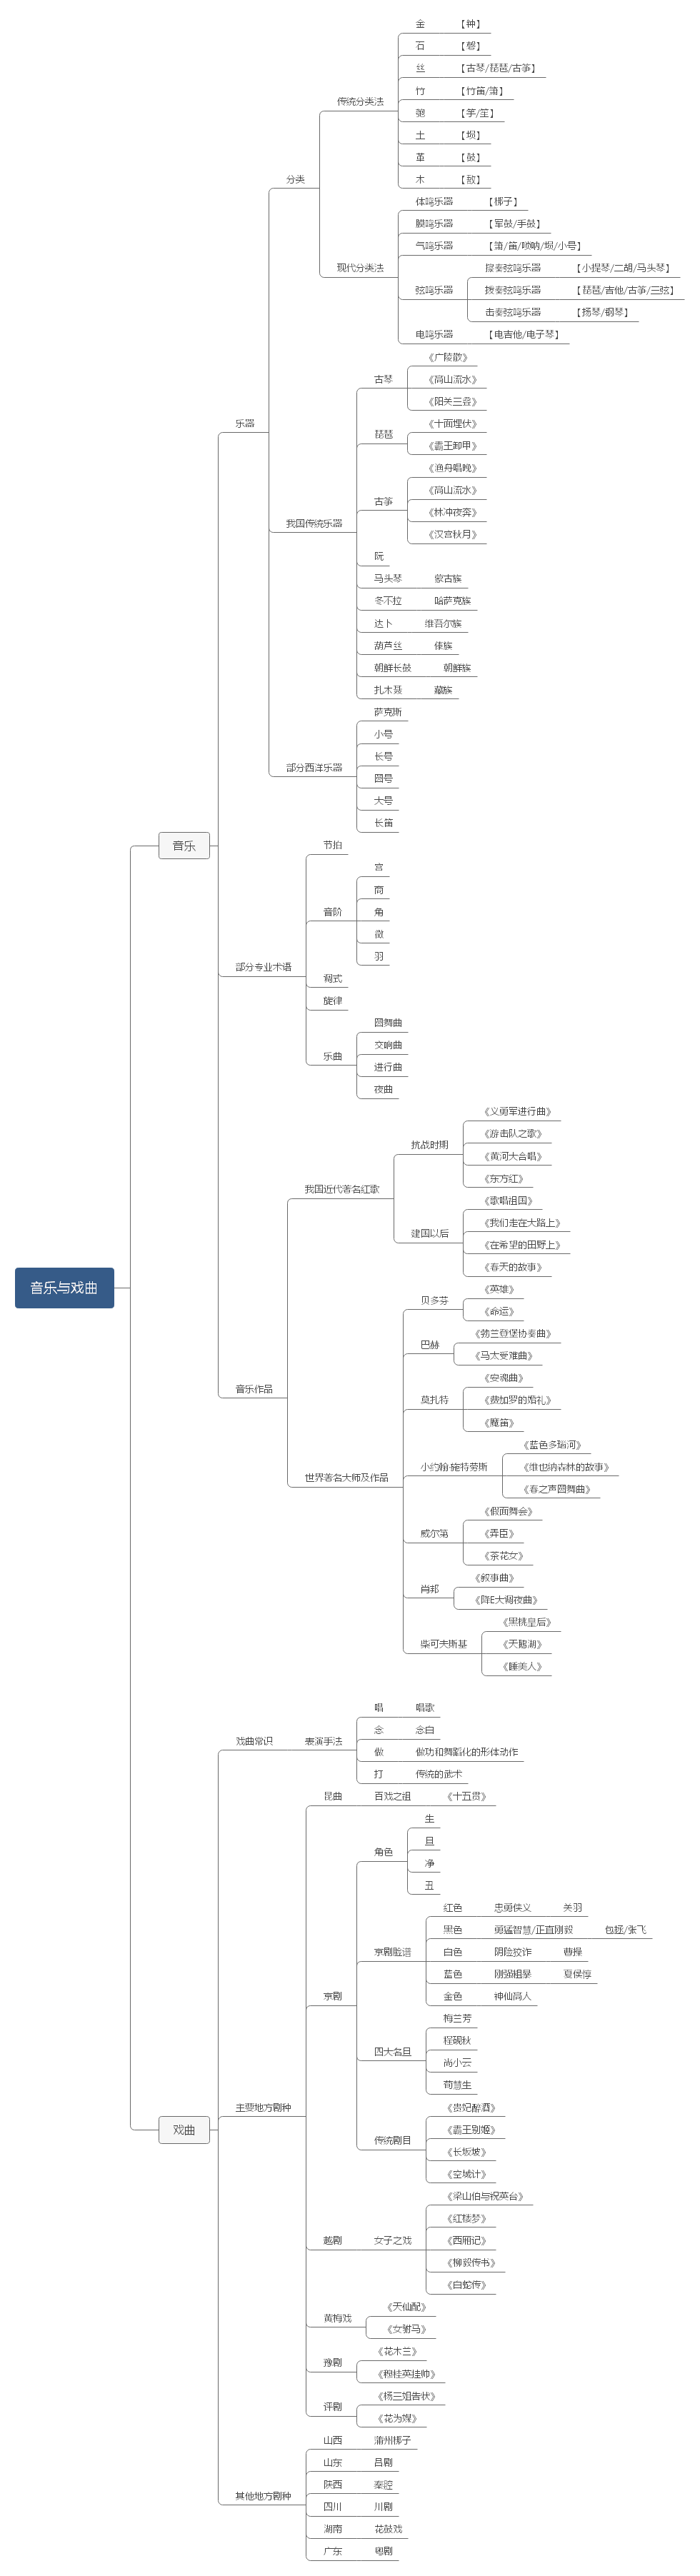 音乐与戏曲
音乐
乐器
分类
传统分类法
金 【钟】
石 【磬】
丝 【古琴/琵琶/古筝】
竹 【竹笛/箫】
匏 【竽/笙】
土 【埙】
革 【鼓】
木 【敔】
现代分类法
体鸣乐器 【梆子】
膜鸣乐器 【军鼓/手鼓】
气鸣乐器 【箫/笛/唢呐/埙/小号】
弦鸣乐器
弓奏弦鸣乐器 【小提琴/二胡/马头琴】
拨奏弦鸣乐器 【琵琶/吉他/古筝/三弦】
击奏弦鸣乐器 【扬琴/钢琴】
电鸣乐器 【电吉他/电子琴】
我国传统乐器
古琴
《广陵散》
《高山流水》
《阳关三叠》
琵琶
《十面埋伏》
《霸王卸甲》
古筝
《渔舟唱晚》
《高山流水》
《林冲夜奔》
《汉宫秋月》
阮
马头琴 蒙古族
冬不拉 哈萨克族
达卜 维吾尔族
葫芦丝 傣族
朝鲜长鼓 朝鲜族
扎木聂 藏族
部分西洋乐器
萨克斯
小号
长号
圆号
大号
长笛
部分专业术语
节拍
音阶
宫
商
角
徵
羽
调式
旋律
乐曲
圆舞曲
交响曲
进行曲
夜曲
音乐作品
我国近代著名红歌
抗战时期
《义勇军进行曲》
《游击队之歌》
《黄河大合唱》
《东方红》
建国以后
《歌唱祖国》
《我们走在大路上》
《在希望的田野上》
《春天的故事》
世界著名大师及作品
贝多芬
《英雄》
《命运》
巴赫
《勃兰登堡协奏曲》
《马太受难曲》
莫扎特
《安魂曲》
《费加罗的婚礼》
《魔笛》
小约翰·施特劳斯
《蓝色多瑙河》
《维也纳森林的故事》
《春之声圆舞曲》
威尔第
《假面舞会》
《弄臣》
《茶花女》
肖邦
《叙事曲》
《降E大调夜曲》
柴可夫斯基
《黑桃皇后》
《天鹅湖》
《睡美人》
戏曲
戏曲常识
表演手法
唱 唱歌
念 念白
做 做功和舞蹈化的形体动作
打 传统的武术
主要地方剧种
昆曲 百戏之祖 《十五贯》
京剧
角色
生
旦
净
丑
京剧脸谱
红色 忠勇侠义 关羽
黑色 勇猛智慧/正直刚毅 包拯/张飞
白色 阴险狡诈 曹操
蓝色 刚强粗暴 夏侯惇
金色 神仙高人
四大名旦
梅兰芳
程砚秋
尚小云
荀慧生
传统剧目
《贵妃醉酒》
《霸王别姬》
《长坂坡》
《空城计》
越剧 女子之戏
《梁山伯与祝英台》
《红楼梦》
《西厢记》
《柳毅传书》
《白蛇传》
黄梅戏
《天仙配》
《女驸马》
豫剧
《花木兰》
《穆桂英挂帅》
评剧
《杨三姐告状》
《花为媒》
其他地方剧种
山西 蒲州梆子
山东 吕剧
陕西 秦腔
四川 川剧
湖南 花鼓戏
广东 粤剧